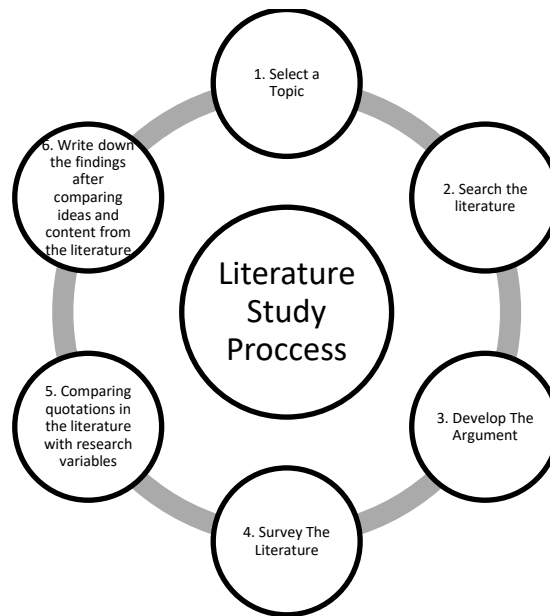 1. Select a
Topic
2. Search the
literature
3. Develop The
Argument
4. Survey The
Literature
5. Comparing
quotations in
the literature
with research
variables
6. Write down
the findings
after
comparing
ideas and
content from
the literature
Literature
Study
Proccess